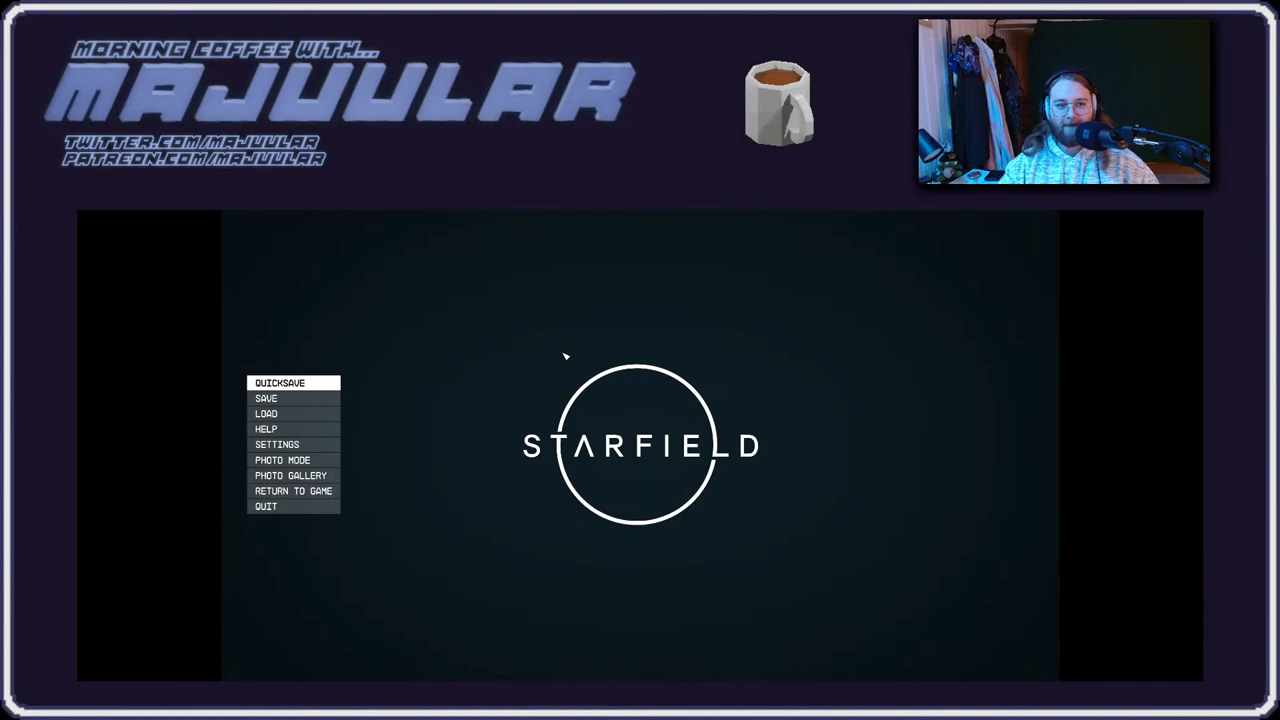 MORNING COFFEE WITH...
MAJUULAR
TWITTER.COM/MAJUULAR
PATREON.COM/MAJUULAR
QUICKSAVE
SAVE
LOAD
HELP
SETTINGS
PHOTO MODE
PHOTO GALLERY
RETURN TO GAME
QUIT
STARFIELD